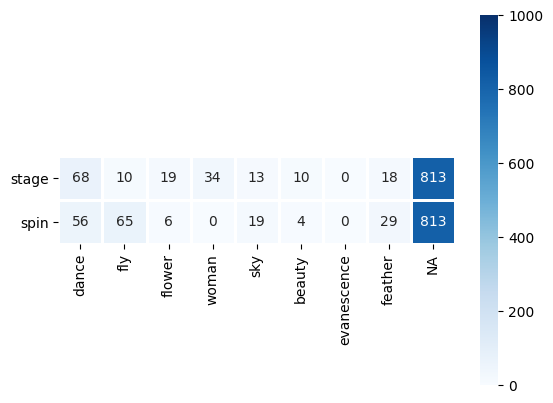 1000
800
600
400
200
0
stage 68 10 19 34 13 10 0 18 813
spin 56 65 6 0 19 4 0 29 813
dance fly flower woman sky beauty evanescence feather NA